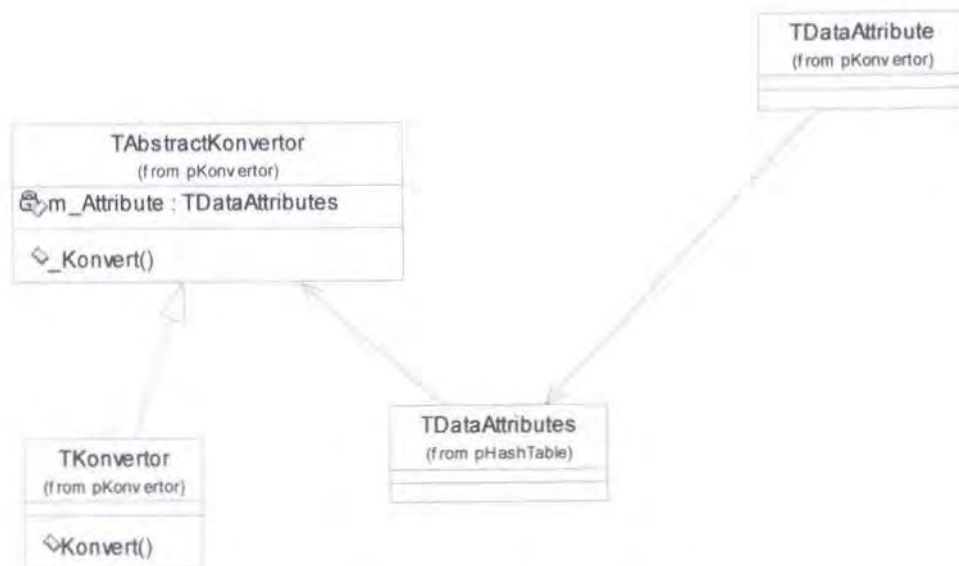 TDataAttribute
(from pKonvertor)
TAbstractKonvertor
(from pKonvertor)
m_Attribute : TDataAttributes
_Konvert()
TDataAttributes
(from pHashTable)
TKonvertor
(from pKonvertor)
Konvert()